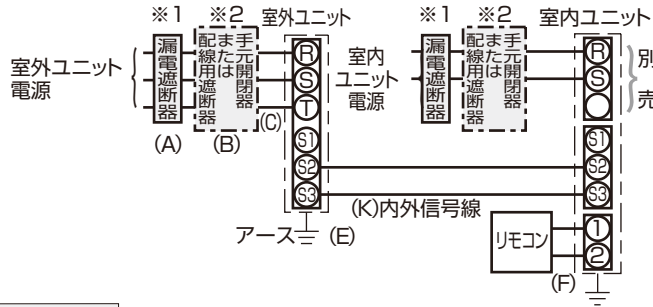 ※1 ※2 室外ユニット
室外ユニット
電源
漏電遮断器
配線用遮断器
または
手元開閉器
R
S
T
S1
S2
S3
(A) (B) (C)
アース (E)
(K)内外信号線
※1 ※2 室内ユニット
室内
ユニット
電源
漏電遮断器
配線用遮断器
または
手元開閉器
R
S
S1
S2
S3
別
売
リモコン
1
2
(F)